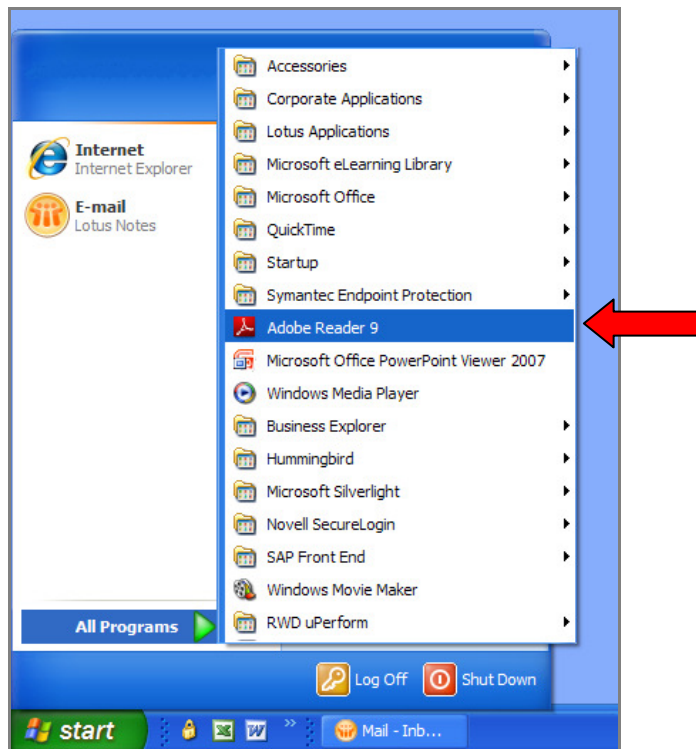 Internet
Internet Explorer
E-mail
Lotus Notes
All Programs
Accessories
Corporate Applications
Lotus Applications
Microsoft eLearning Library
Microsoft Office
QuickTime
Startup
Symantec Endpoint Protection
Adobe Reader 9
Microsoft Office PowerPoint Viewer 2007
Windows Media Player
Business Explorer
Hummingbird
Microsoft Silverlight
Novell SecureLogin
SAP Front End
Windows Movie Maker
RWD uPerform
Log Off
Shut Down
start
Mail - Inb...